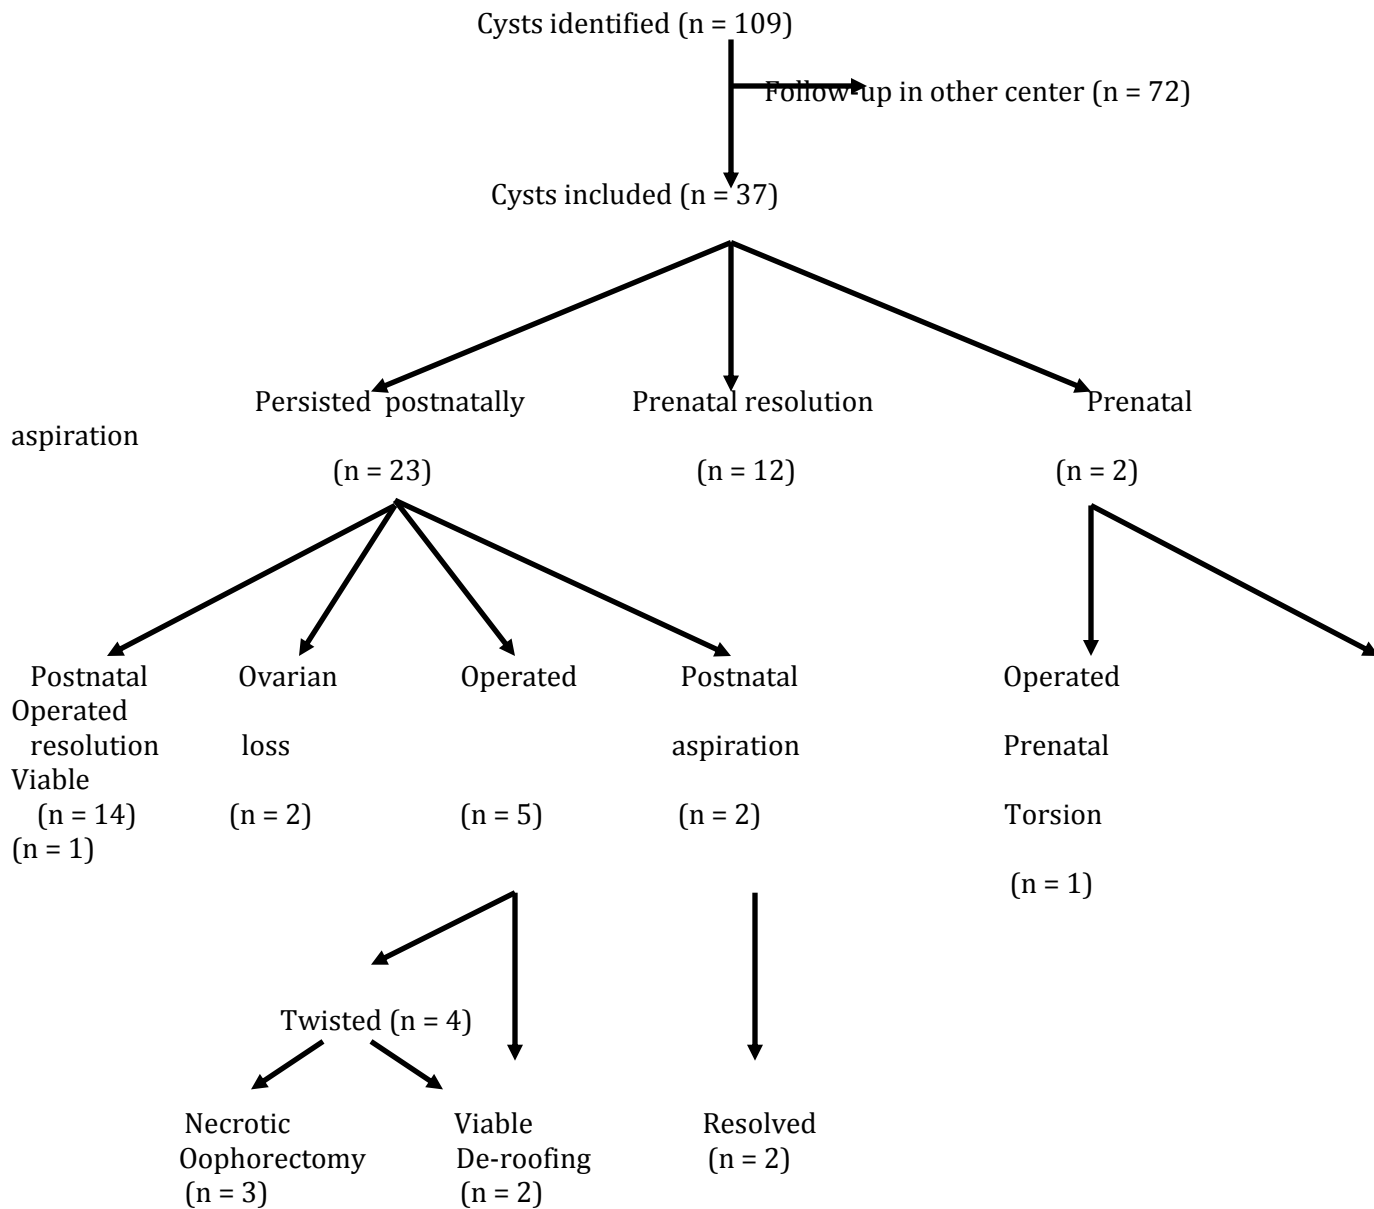 Cysts identified (n = 109)
Follow-up in other center (n = 72)
Cysts included (n = 37)
Persisted postnatally Prenatal resolution Prenatal
aspiration
(n = 23) (n = 12) (n = 2)
Postnatal Ovarian Operated Postnatal Operated
Operated
resolution loss aspiration Prenatal
Viable
(n = 14) (n = 2) (n = 5) (n = 2) Torsion
(n = 1)
(n = 1)
Twisted (n = 4)
Necrotic Viable Resolved
Oophorectomy De-roofing (n = 2)
(n = 3) (n = 2)